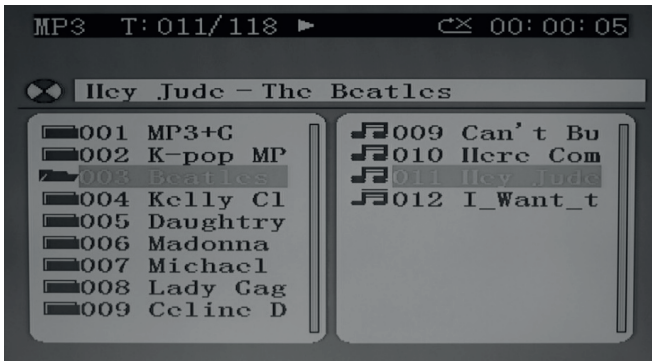 MP3 T:011/118 00:00:05
Hey Jude - The Beatles
001 MP3+G
002 K-pop MP
003 Beatles
004 Kelly Cl
005 Daughtry
006 Madonna
007 Michael
008 Lady Gag
009 Celine D
009 Can't Bu
010 Here Com
011 Hey Jude
012 I_Want_t